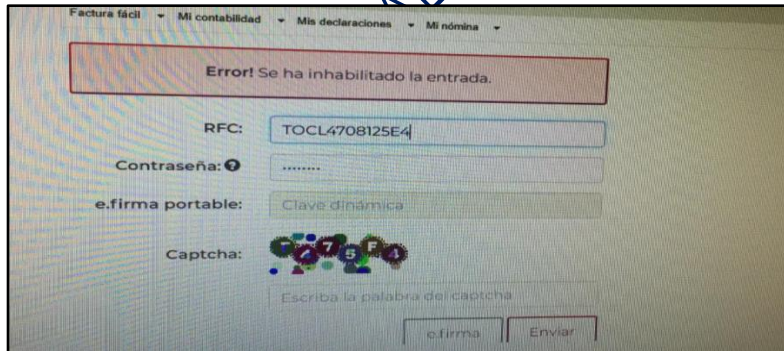 Factura fácil Mi contabilidad Mis declaraciones Mi nómina
Error! Se ha inhabilitado la entrada.
RFC: TOCL4708125E4
Contraseña: ? ........
e.firma portable: Clave dinámica
Captcha:
Escriba la palabra del captcha
e.firma Enviar